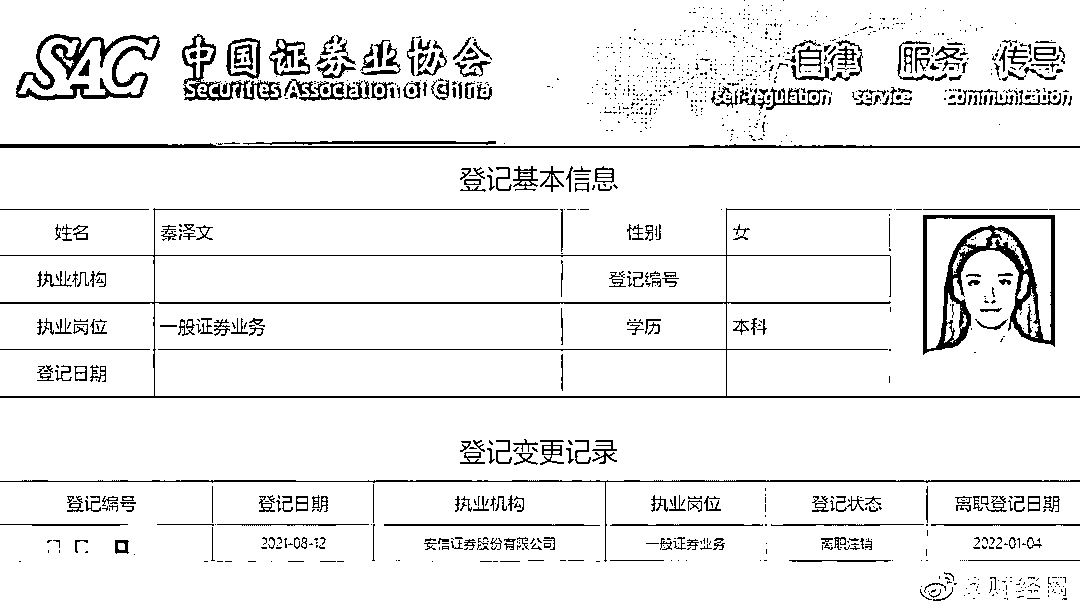 SAC 中国证券业协会 自律 服务 传导
Securities Association of China self-regulation service communication
登记基本信息
姓名 秦泽文 性别 女
执业机构 登记编号
执业岗位 一般证券业务 学历 本科
登记日期
登记变更记录
登记编号 登记日期 执业机构 执业岗位 登记状态 离职登记日期
2021-08-12 安信证券股份有限公司 一般证券业务 离职注销 2022-01-04
@财经网